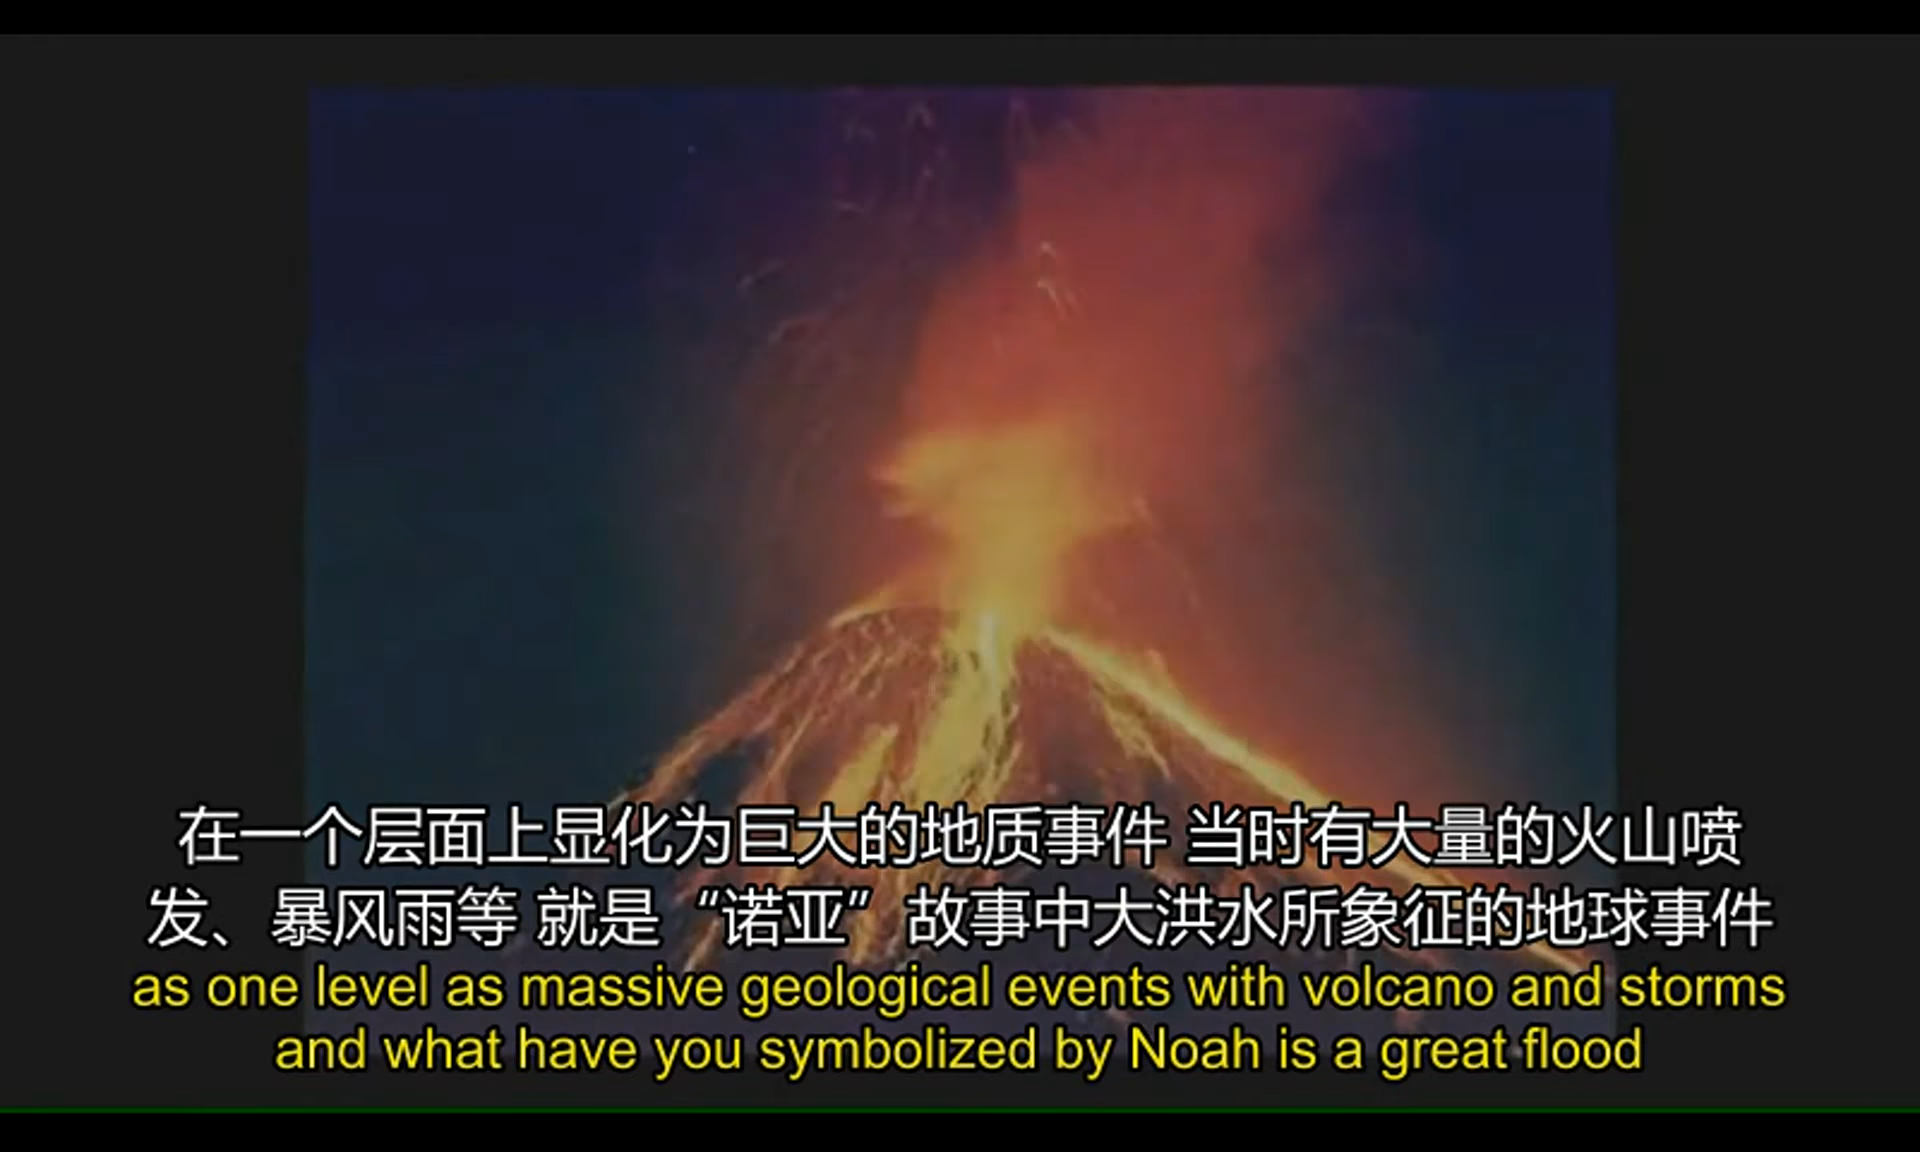 在一个层面上显化为巨大的地质事件 当时有大量的火山喷
发、暴风雨等 就是“诺亚”故事中大洪水所象征的地球事件
as one level as massive geological events with volcano and storms
and what have you symbolized by Noah is a great flood